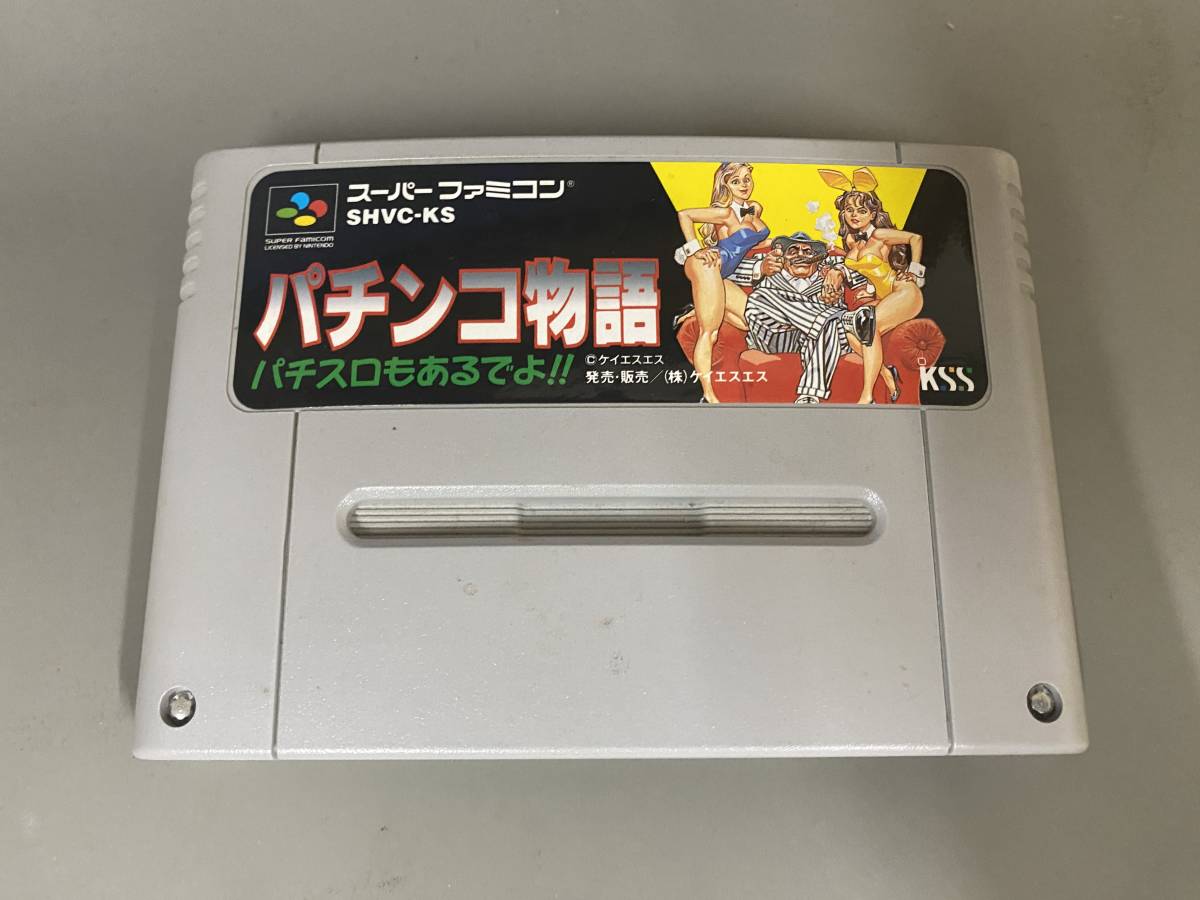 スーパーファミコン®
SHVC-KS
SUPER FAMICOM
LICENSED BY NINTENDO
パチンコ物語
パチスロもあるでよ!!
©ケイエスエス
発売・販売/(株)ケイエスエス
KSS